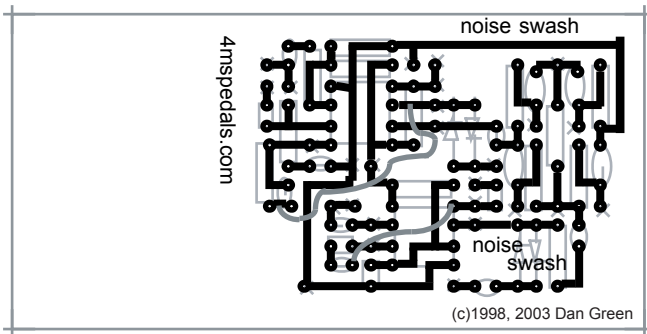 noise swash
4mspedals.com
noise
swash
(c)1998, 2003 Dan Green